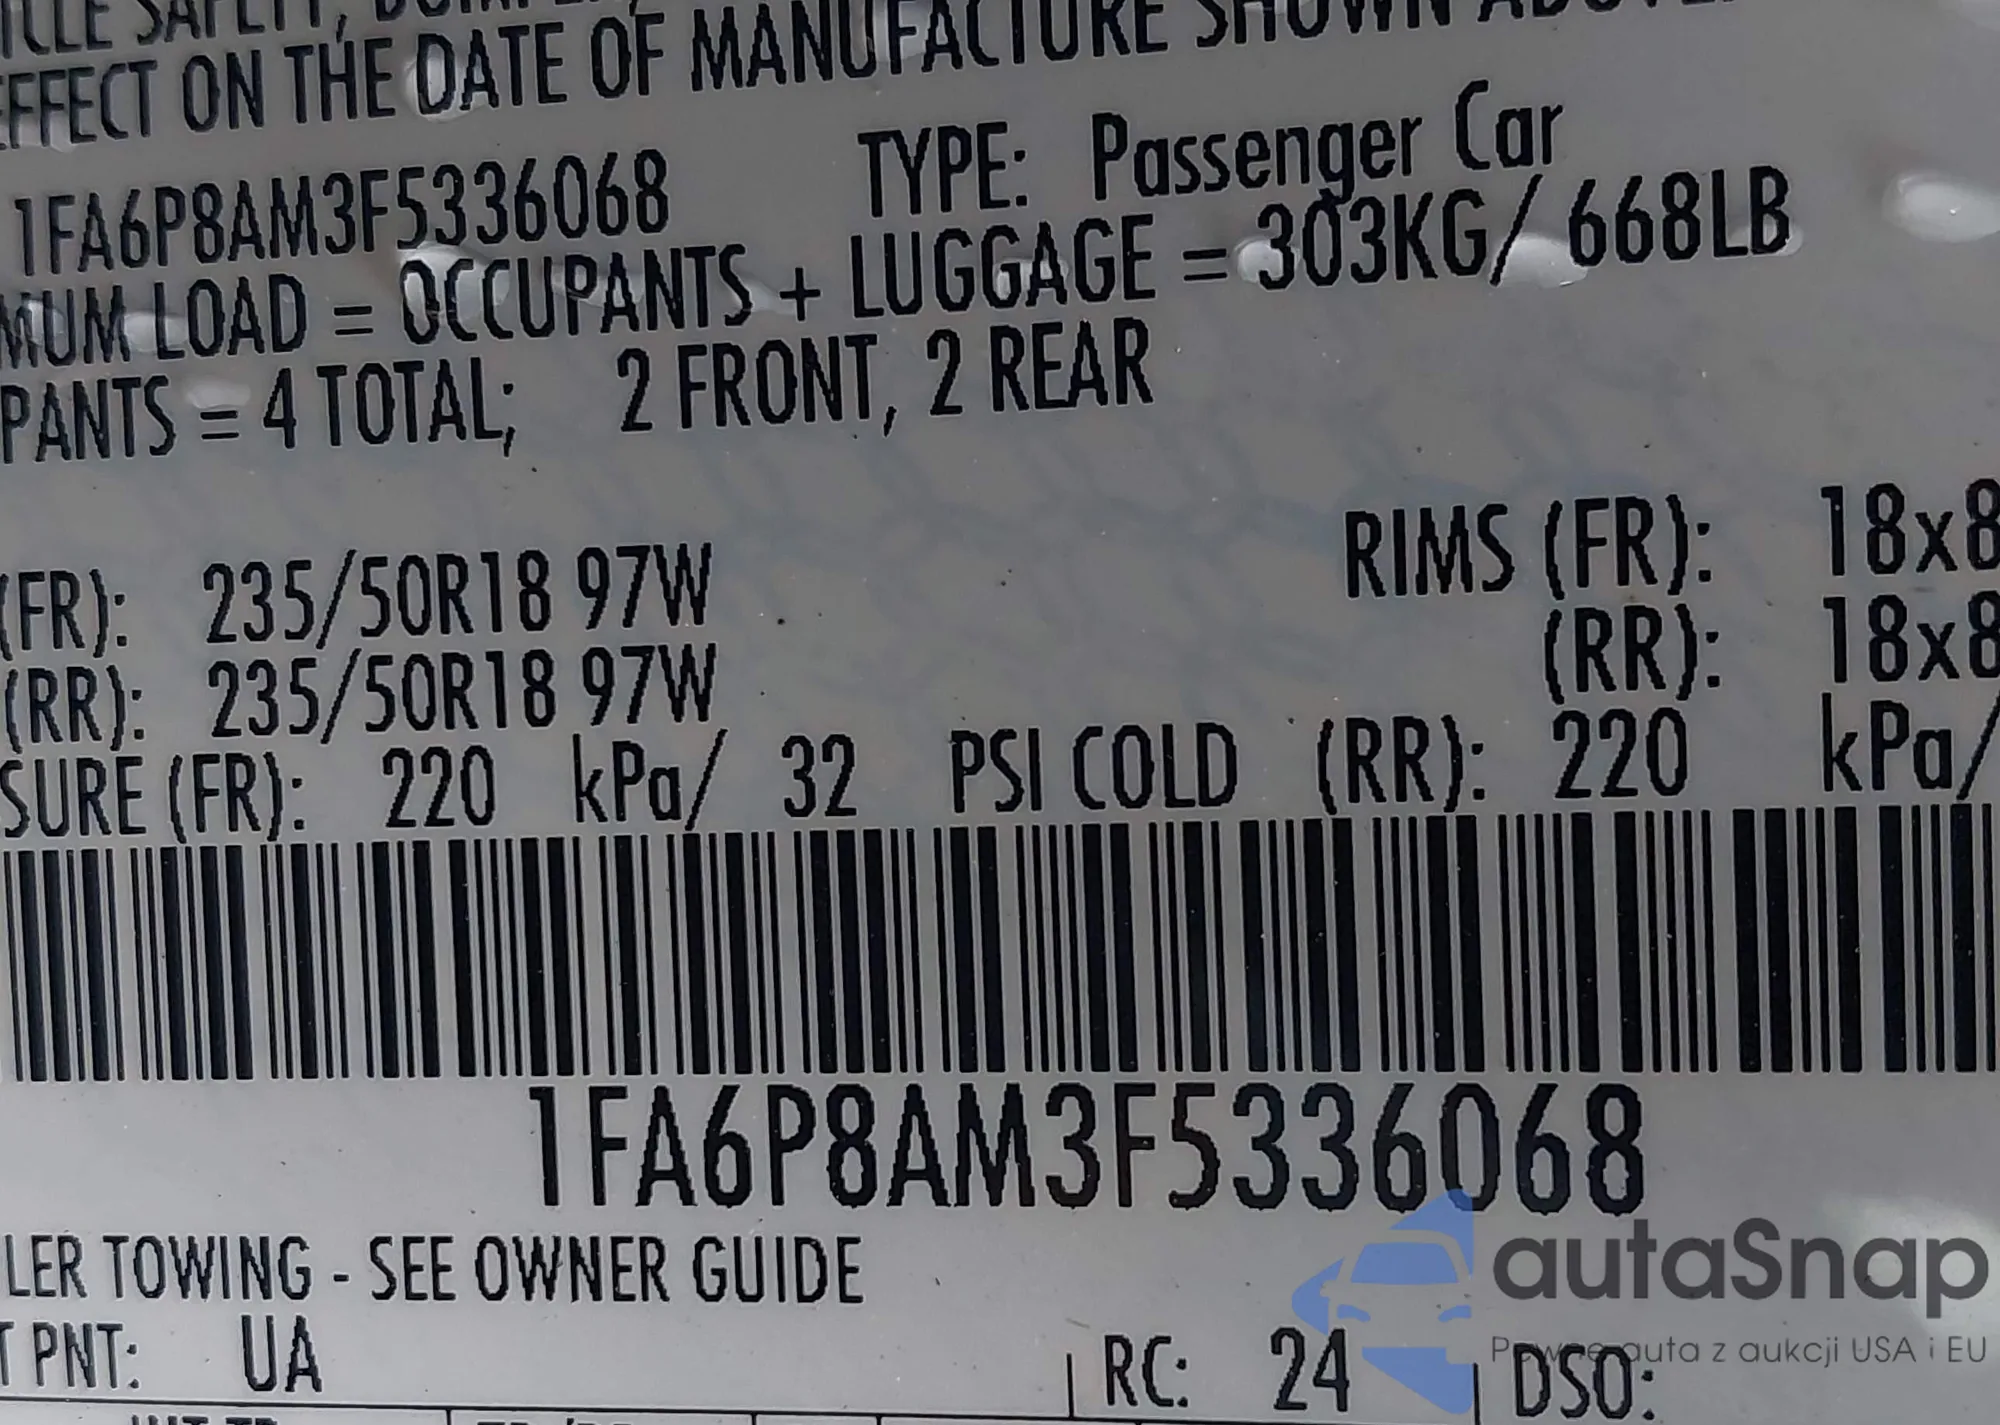 EFFECT ON THE DATE OF MANUFACTURE SHOWN ABOVE.
1FA6P8AM3F5336068 TYPE: Passenger Car
MUM LOAD = OCCUPANTS + LUGGAGE = 303KG/ 668LB
PANTS = 4 TOTAL; 2 FRONT, 2 REAR
(FR): 235/50R18 97W RIMS (FR): 18x8
(RR): 235/50R18 97W (RR): 18x8
SURE (FR): 220 kPa/ 32 PSI COLD (RR): 220 kPa/
1FA6P8AM3F5336068
LER TOWING - SEE OWNER GUIDE
T PNT: UA RC: 24 DSO:
autaSnap
Pewne auta z aukcji USA i EU